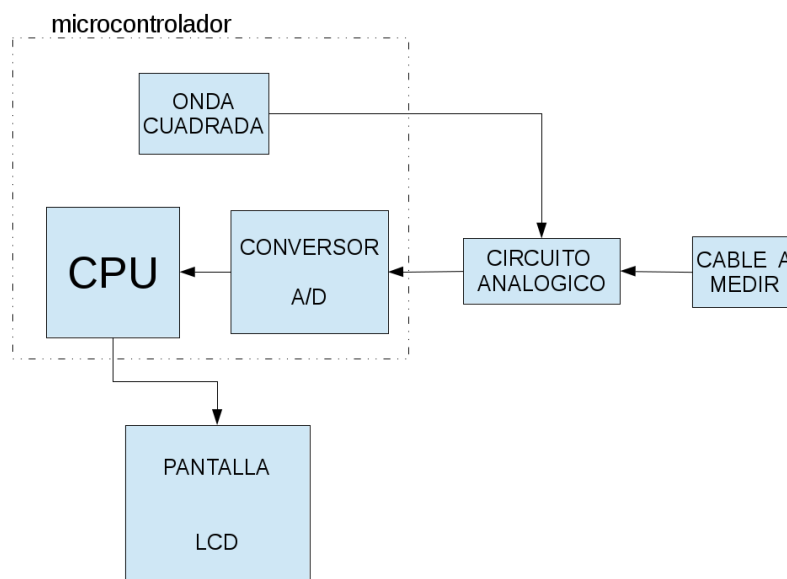 microcontrolador
ONDA
CUADRADA
CPU
CONVERSOR
A/D
CIRCUITO
ANALOGICO
CABLE A
MEDIR
PANTALLA
LCD